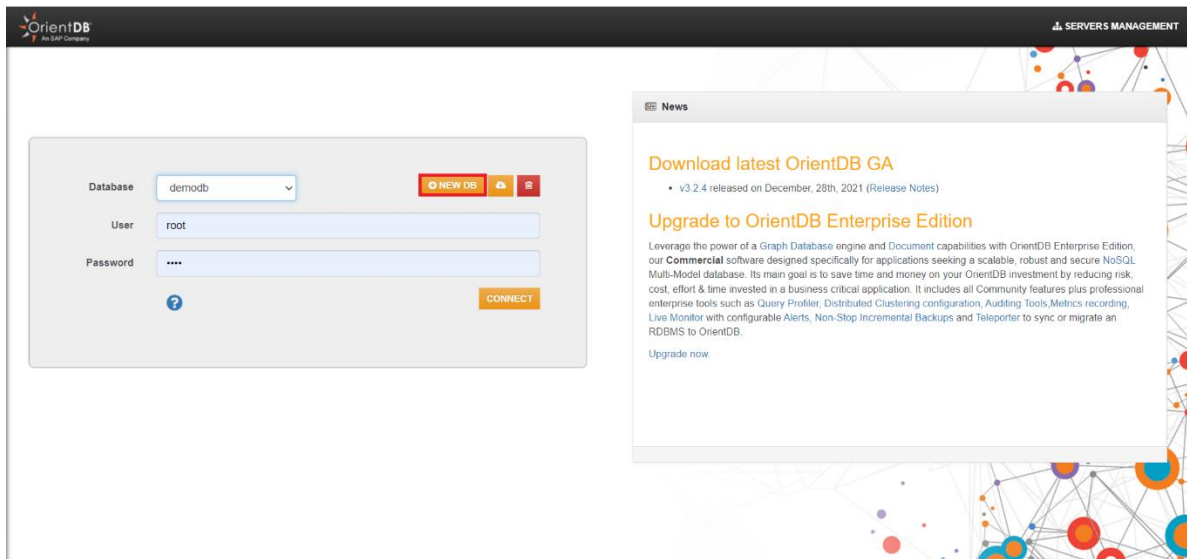 OrientDB
An SAP Company
SERVERS MANAGEMENT
Database
demodb
NEW DB
User
root
Password
••••
?
CONNECT
News
Download latest OrientDB GA
• v3.2.4 released on December, 28th, 2021 (Release Notes)
Upgrade to OrientDB Enterprise Edition
Leverage the power of a Graph Database engine and Document capabilities with OrientDB Enterprise Edition,
our Commercial software designed specifically for applications seeking a scalable, robust and secure NoSQL
Multi-Model database. Its main goal is to save time and money on your OrientDB investment by reducing risk,
cost, effort & time invested in a business critical application. It includes all Community features plus professional
enterprise tools such as Query Profiler, Distributed Clustering configuration, Auditing Tools,Metrics recording,
Live Monitor with configurable Alerts, Non-Stop Incremental Backups and Teleporter to sync or migrate an
RDBMS to OrientDB.
Upgrade now.